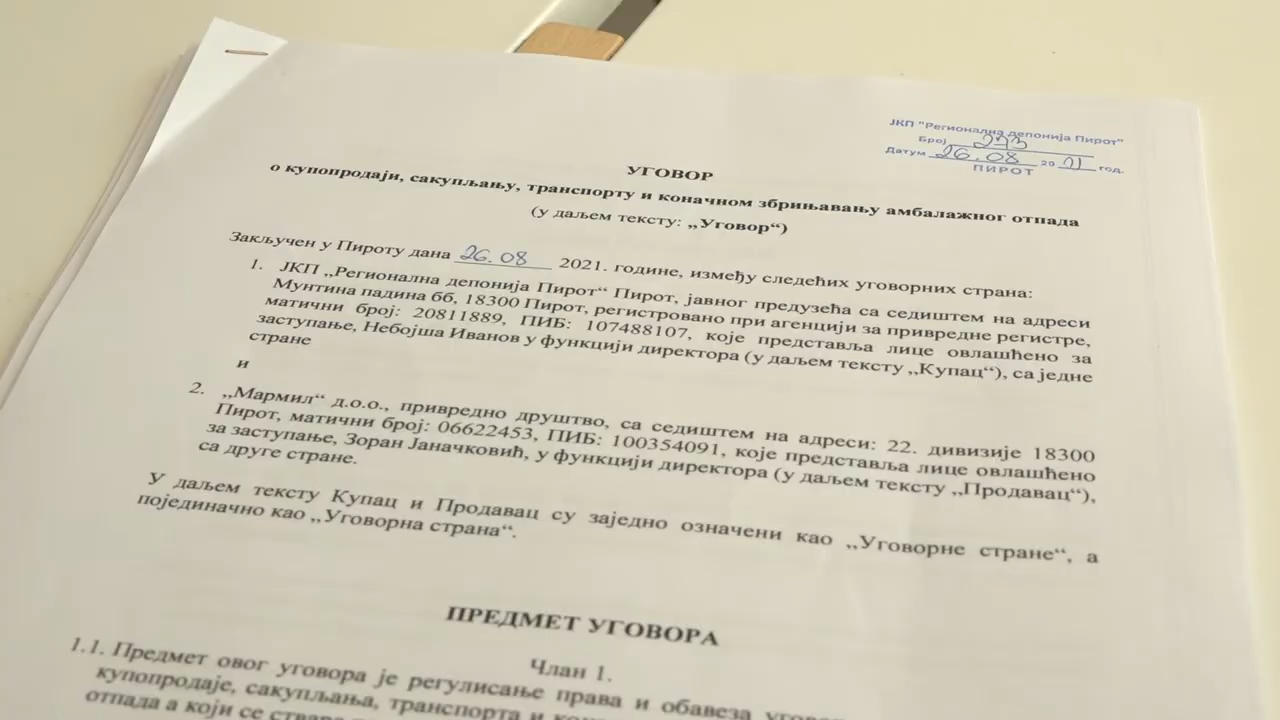 ЈКП "Регионална депонија Пирот"
Број 273
Датум 26.08 2021 год.
ПИРОТ
УГОВОР
о купопродаји, сакупљању, транспорту и коначном збрињавању амбалажног отпада
(у даљем тексту: „Уговор“)
Закључен у Пироту дана 26.08 2021. године, између следећих уговорних страна:
1. ЈКП „Регионална депонија Пирот“ Пирот, јавног предузећа са седиштем на адреси
Мунтина падина бб, 18300 Пирот, регистровано при агенцији за привредне регистре,
матични број: 20811889, ПИБ: 107488107, које представља лице овлашћено за
заступање, Небојша Иванов у функцији директора (у даљем тексту „Купац“), са једне
стране
и
2. „Мармил“ д.о.о., привредно друштво, са седиштем на адреси: 22. дивизије 18300
Пирот, матични број: 06622453, ПИБ: 100354091, које представља лице овлашћено
за заступање, Зоран Јаначковић, у функцији директора (у даљем тексту „Продавац“),
са друге стране.
У даљем тексту Купац и Продавац су заједно означени као „Уговорне стране“, а
појединачно као „Уговорна страна“.
ПРЕДМЕТ УГОВОРА
Члан 1.
1.1. Предмет овог уговора је регулисање права и обавеза
купопродаје, сакупљања, транспорта и
отпада а који се